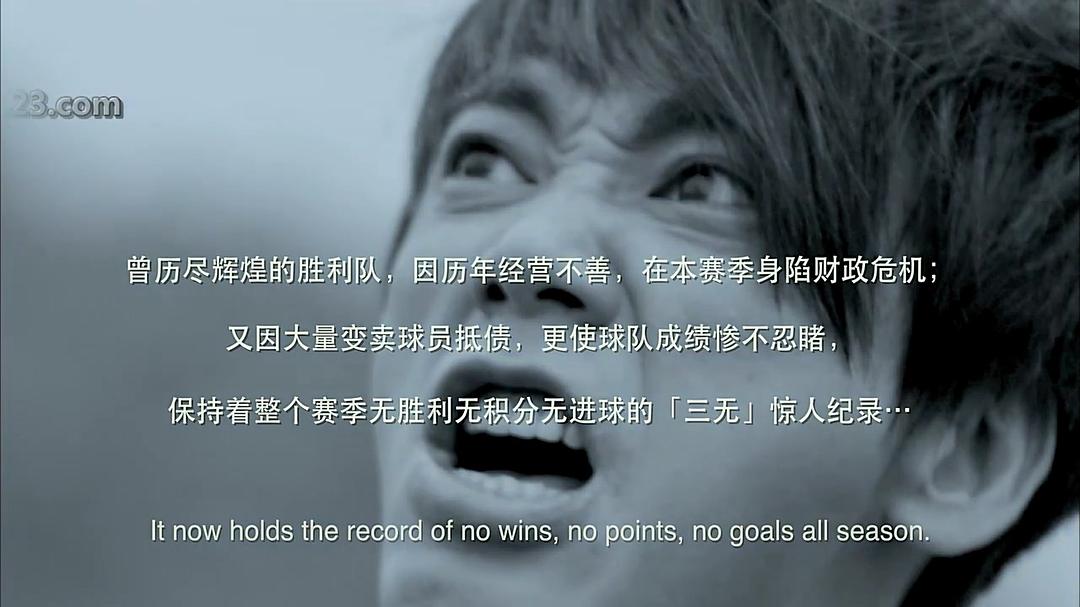 23.com
曾历尽辉煌的胜利队，因历年经营不善，在本赛季身陷财政危机；
又因大量变卖球员抵债，更使球队成绩惨不忍睹，
保持着整个赛季无胜利无积分无进球的「三无」惊人纪录…
It now holds the record of no wins, no points, no goals all season.